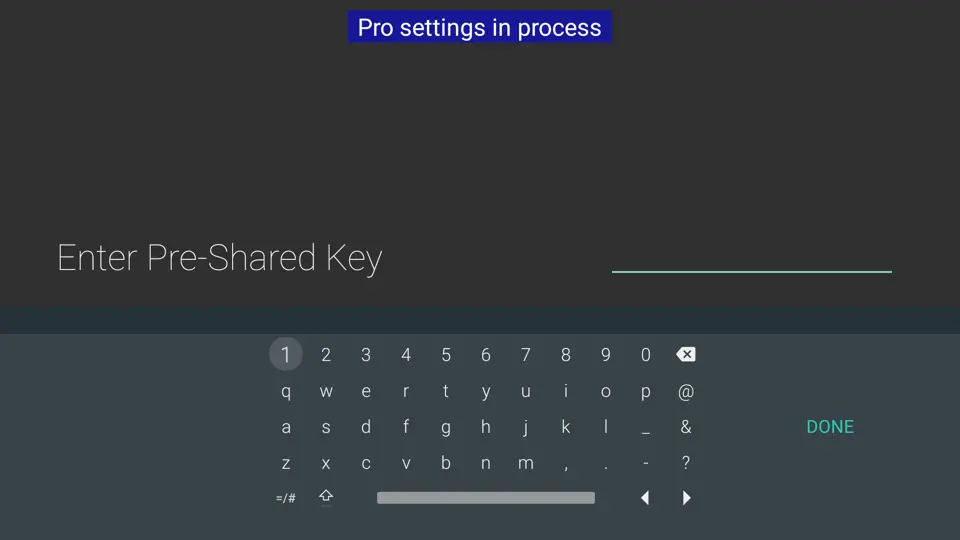 Pro settings in process
Enter Pre-Shared Key
1 2 3 4 5 6 7 8 9 0
q w e r t y u i o p @
a s d f g h j k l _ &
DONE
z x c v b n m , . - ?
=/#